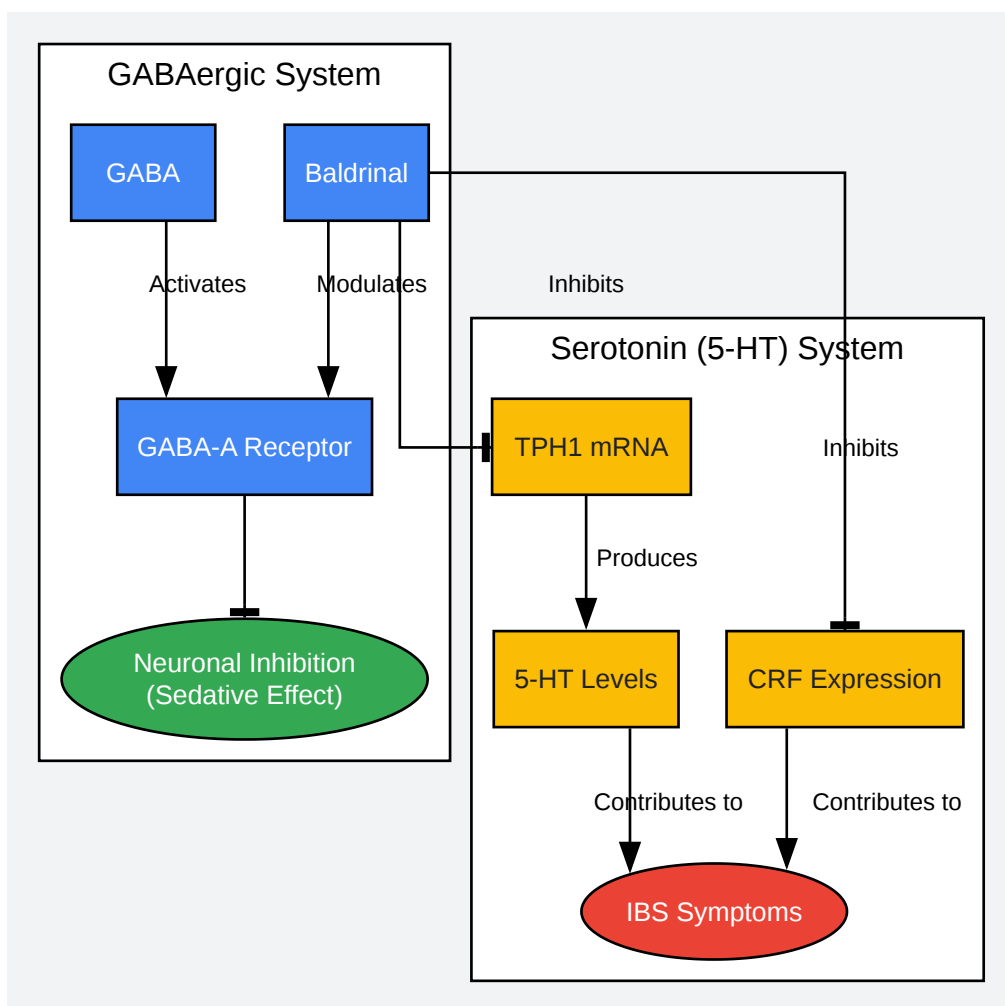 GABAergic System
GABA
Baldrinal
Activates
Modulates
Inhibits
Serotonin (5-HT) System
GABA-A Receptor
TPH1 mRNA
Inhibits
Produces
Neuronal Inhibition
(Sedative Effect)
5-HT Levels
CRF Expression
Contributes to
Contributes to
IBS Symptoms